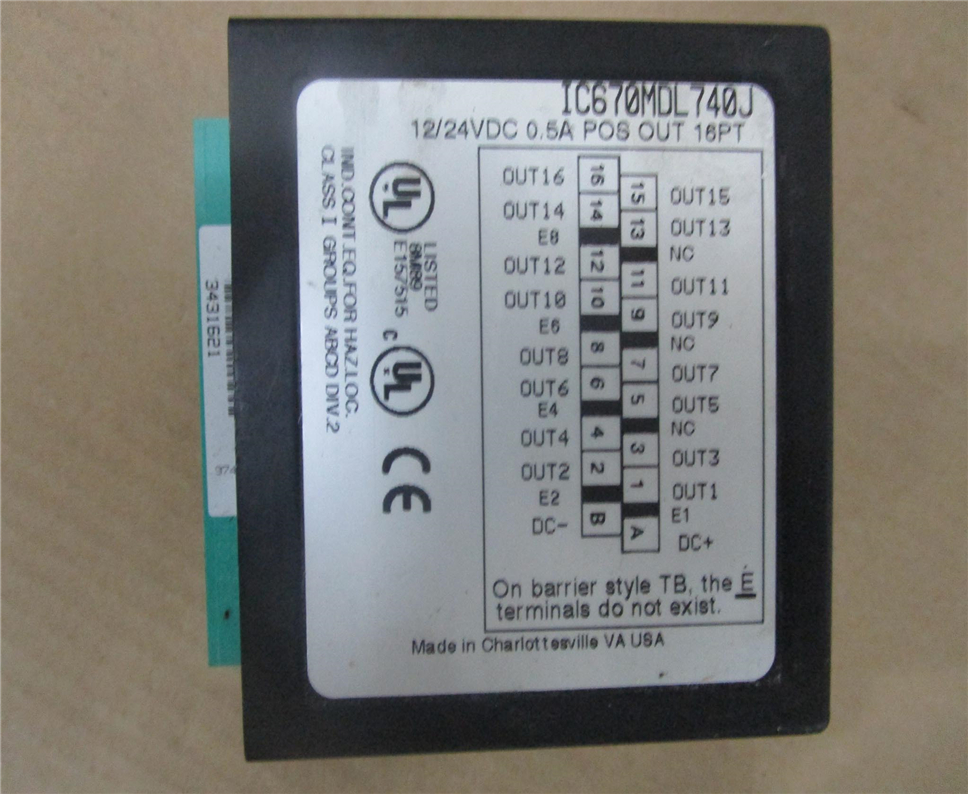 IC670MDL740J
12/24VDC 0.5A POS OUT 16PT
OUT16 16 15 OUT15
OUT14 14 13 OUT13
E8 NC
OUT12 12 11 OUT11
OUT10 10 9 OUT9
E6 NC
OUT8 8 7 OUT7
OUT6 6 5 OUT5
E4 NC
OUT4 4 3 OUT3
OUT2 2 1 OUT1
E2 E1
DC- B A DC+
On barrier style TB, the E
terminals do not exist.
Made in Charlottesville VA USA
UL
LISTED
E157515
C UL
IND.CONT.EQ.FOR HAZ.LOC.
CLASS I GROUPS ABCD DIV.2
CE
3431621